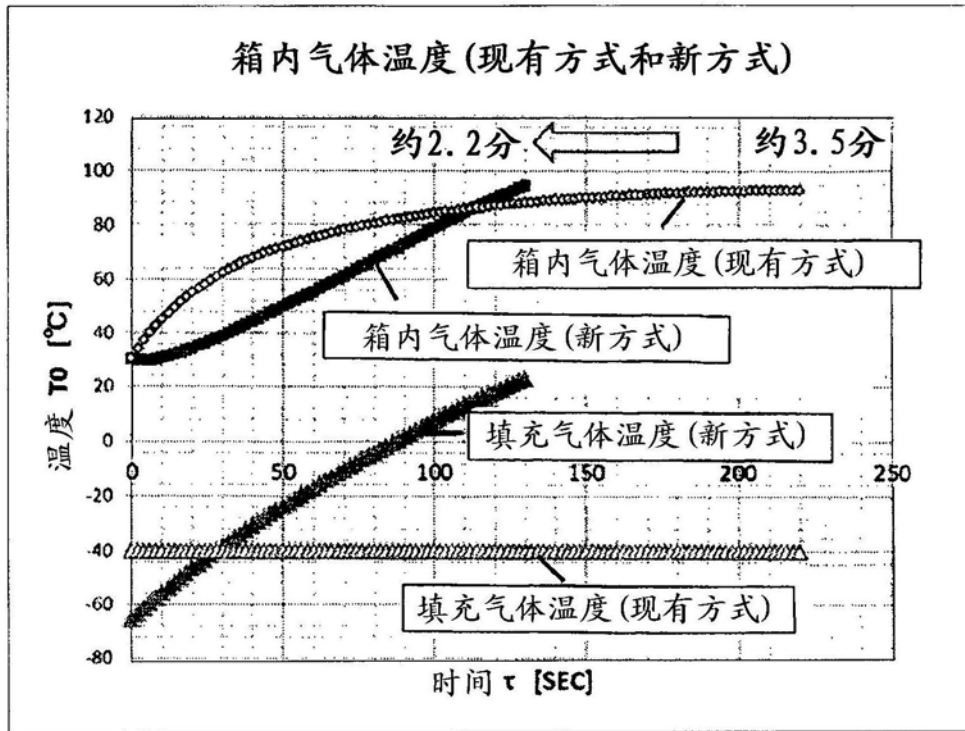 箱内气体温度(现有方式和新方式)
120
100
80
60
40
20
0
-20
-40
-60
-80
温度 T0 [℃]
约2.2分
约3.5分
箱内气体温度(现有方式)
箱内气体温度(新方式)
填充气体温度(新方式)
填充气体温度(现有方式)
0
50
100
150
200
250
时间 τ [SEC]